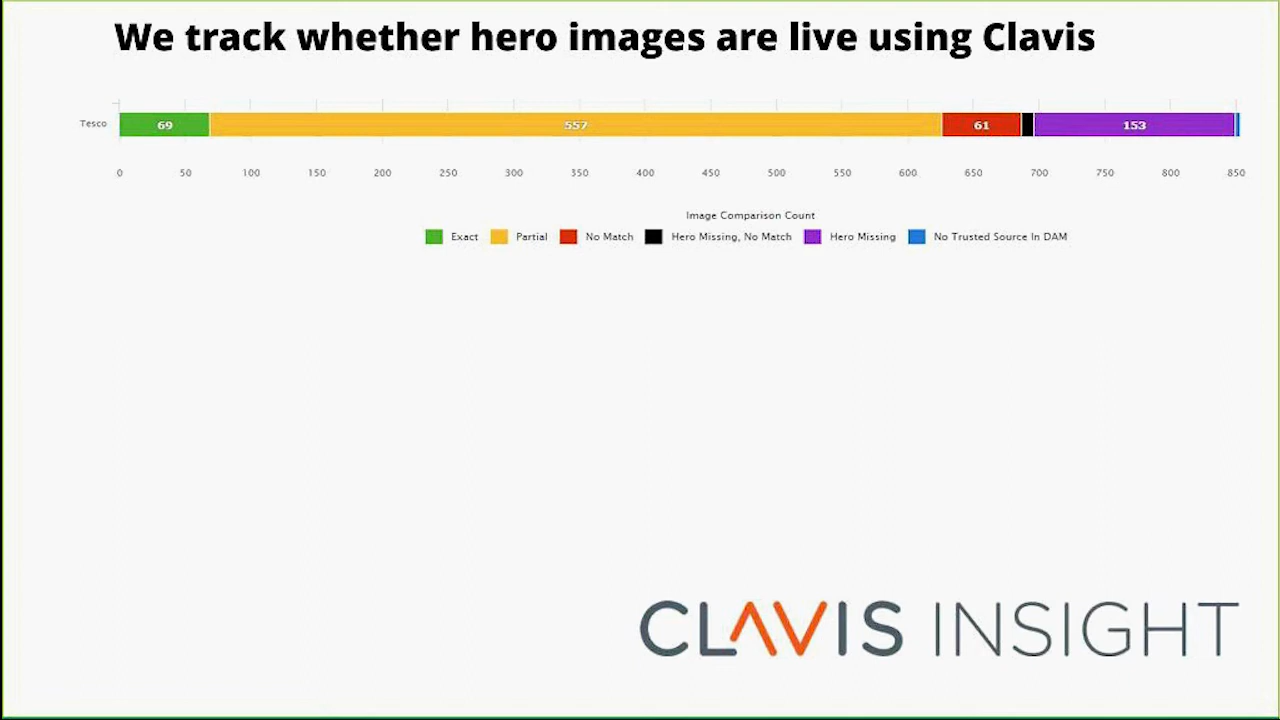 We track whether hero images are live using Clavis
Tesco 69 557 61 153
0 50 100 150 200 250 300 350 400 450 500 550 600 650 700 750 800 850
Image Comparison Count
Exact Partial No Match Hero Missing, No Match Hero Missing No Trusted Source In DAM
CLAVIS INSIGHT